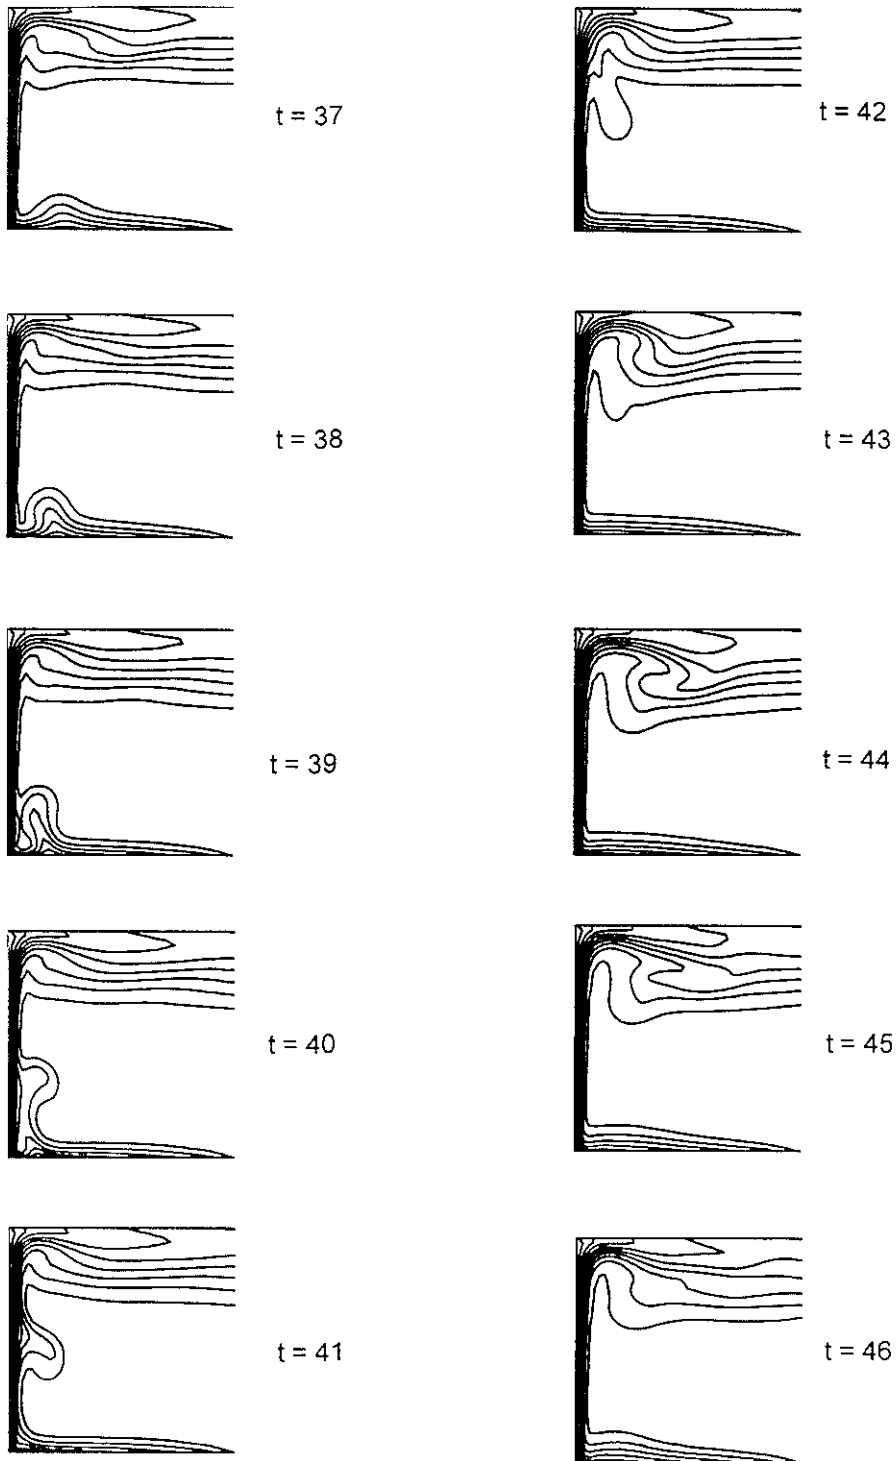 t = 37
t = 38
t = 39
t = 40
t = 41
t = 42
t = 43
t = 44
t = 45
t = 46